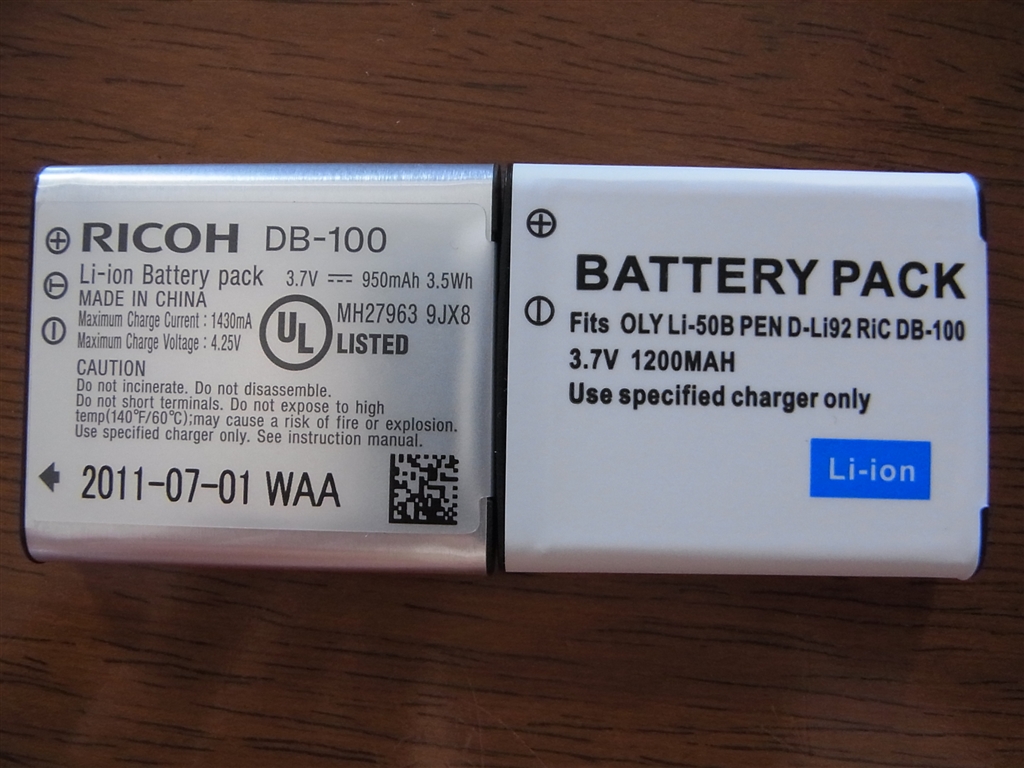 RICOH DB-100
Li-ion Battery pack 3.7V 950mAh 3.5Wh
MADE IN CHINA
Maximum Charge Current : 1430mA
Maximum Charge Voltage : 4.25V
UL
MH27963 9JX8
LISTED
CAUTION
Do not incinerate. Do not disassemble.
Do not short terminals. Do not expose to high
temp(140°F/60°C);may cause a risk of fire or explosion.
Use specified charger only. See instruction manual.
2011-07-01 WAA
BATTERY PACK
Fits OLY Li-50B PEN D-Li92 RiC DB-100
3.7V 1200MAH
Use specified charger only
Li-ion